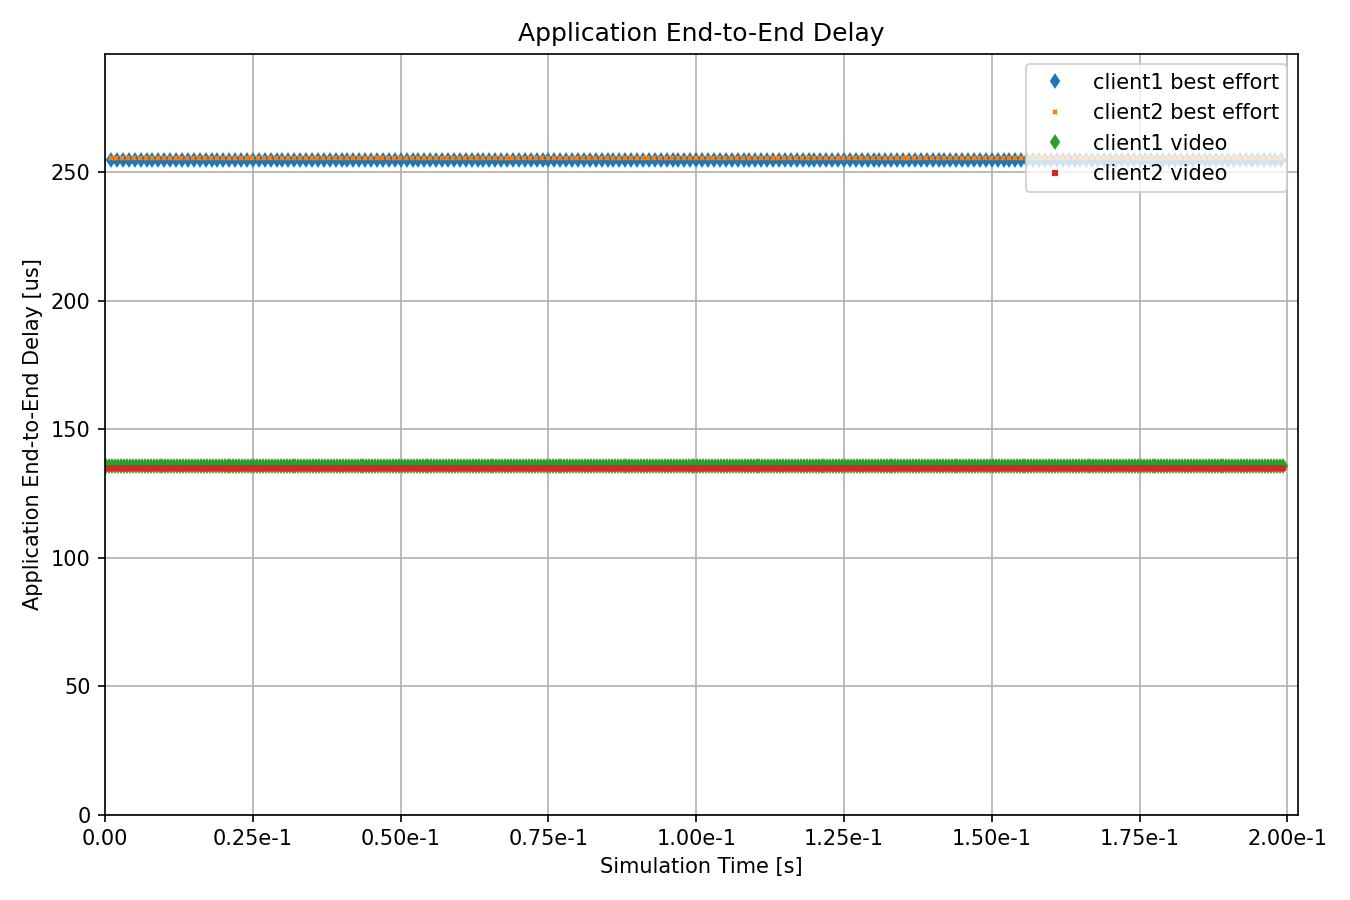 Application End-to-End Delay
client1 best effort
client2 best effort
client1 video
client2 video
Application End-to-End Delay [us]
250
200
150
100
50
0
0.00 0.25e-1 0.50e-1 0.75e-1 1.00e-1 1.25e-1 1.50e-1 1.75e-1 2.00e-1
Simulation Time [s]